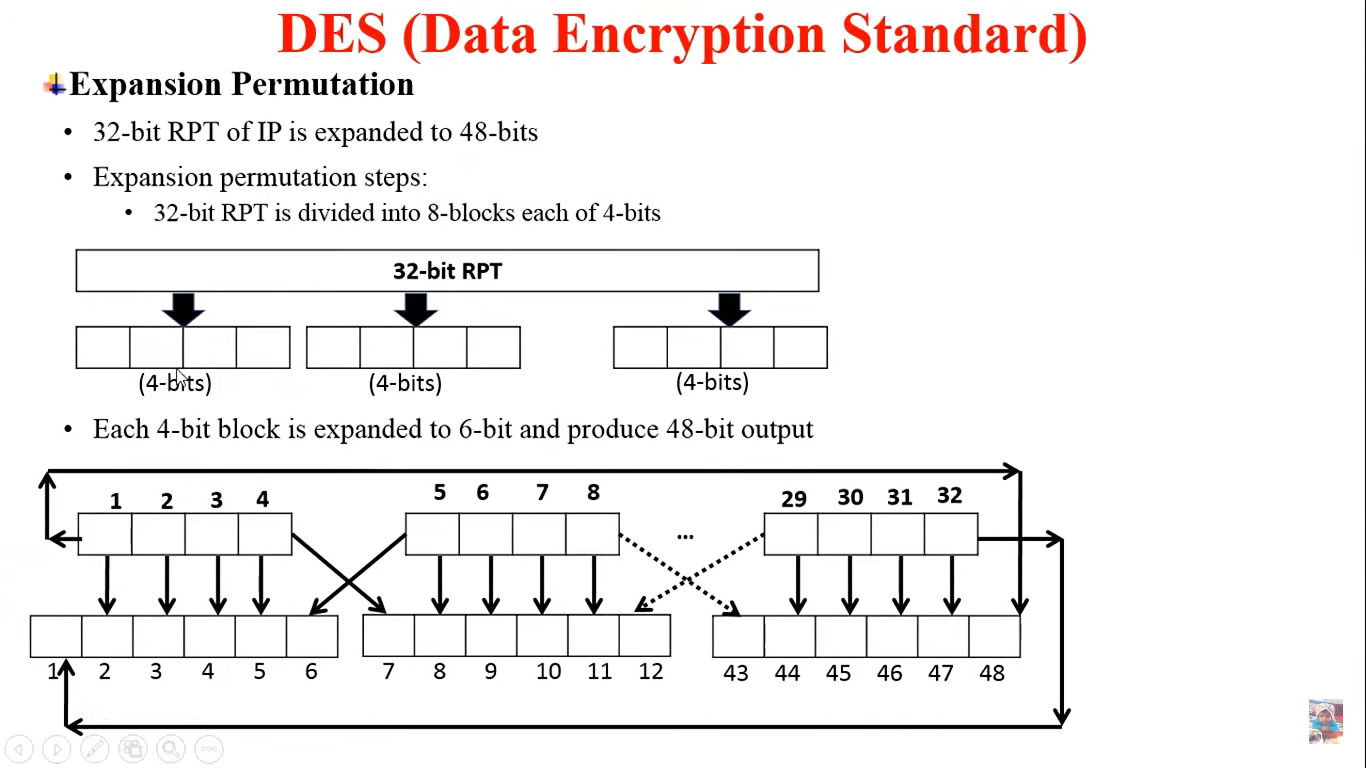 DES (Data Encryption Standard)
Expansion Permutation
• 32-bit RPT of IP is expanded to 48-bits
• Expansion permutation steps:
• 32-bit RPT is divided into 8-blocks each of 4-bits
32-bit RPT
(4-bits) (4-bits) (4-bits)
• Each 4-bit block is expanded to 6-bit and produce 48-bit output
1 2 3 4 5 6 7 8 29 30 31 32
...
1 2 3 4 5 6 7 8 9 10 11 12 43 44 45 46 47 48